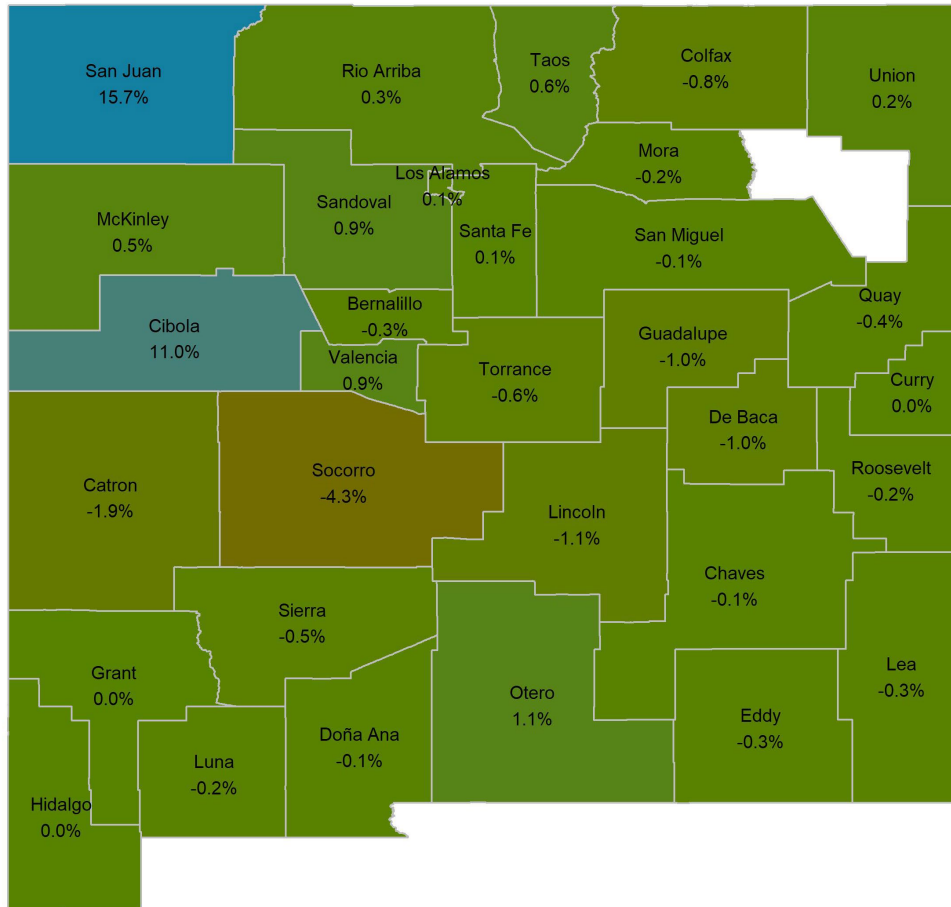 San Juan
15.7%
Rio Arriba
0.3%
Taos
0.6%
Colfax
-0.8%
Union
0.2%
Mora
-0.2%
Los Alamos
0.1%
McKinley
0.5%
Sandoval
0.9%
Santa Fe
0.1%
San Miguel
-0.1%
Quay
-0.4%
Cibola
11.0%
Bernalillo
-0.3%
Valencia
0.9%
Torrance
-0.6%
Guadalupe
-1.0%
Curry
0.0%
De Baca
-1.0%
Roosevelt
-0.2%
Catron
-1.9%
Socorro
-4.3%
Lincoln
-1.1%
Chaves
-0.1%
Sierra
-0.5%
Grant
0.0%
Otero
1.1%
Lea
-0.3%
Eddy
-0.3%
Doña Ana
-0.1%
Luna
-0.2%
Hidalgo
0.0%